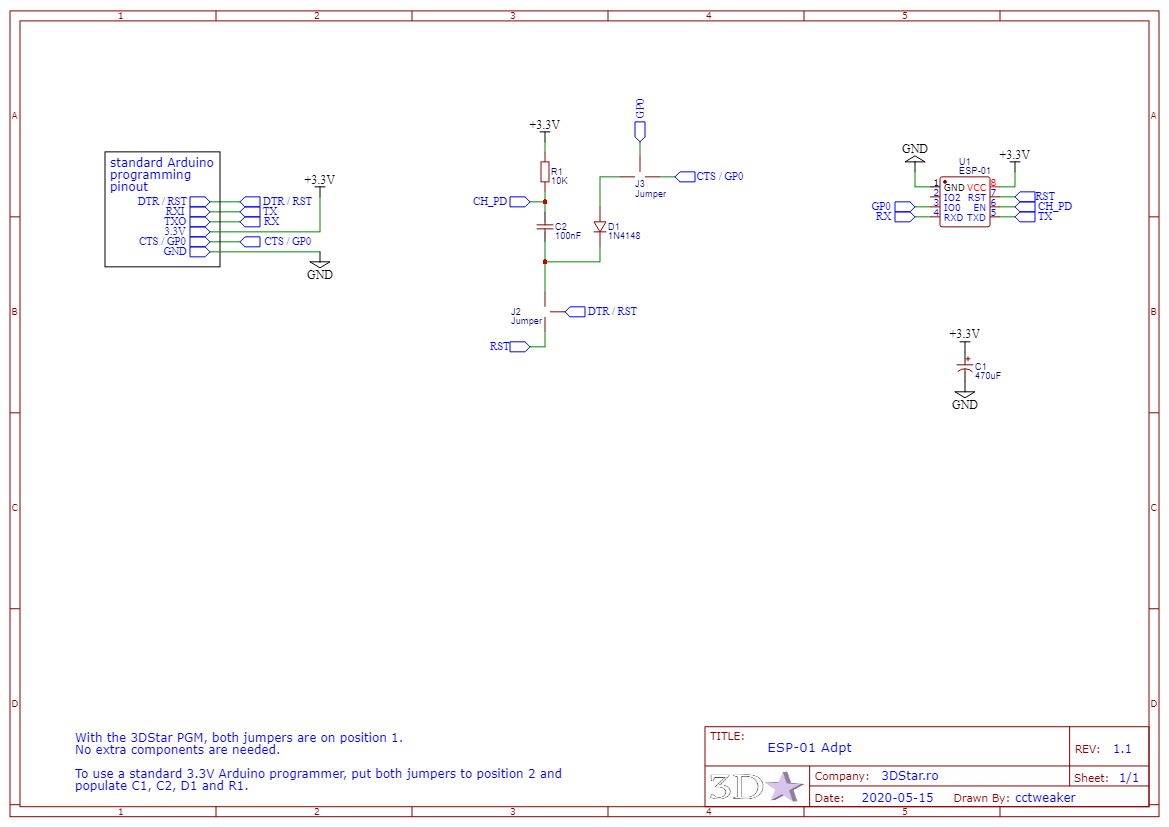 1 2 3 4 5
A A
B B
C C
D D
standard Arduino
programming
pinout
DTR / RST
RXI
TXO
3.3V
CTS / GP0
GND
+3.3V
DTR / RST
TX
RX
CTS / GP0
GND
+3.3V
R1
10K
CH_PD
C2
100nF
GP0
J3
Jumper
CTS / GP0
D1
1N4148
J2
Jumper
DTR / RST
RST
GND
U1
ESP-01
+3.3V
1 GND VCC 8
2 IO2 RST 7 RST
GP0 3 IO0 EN 6 CH_PD
RX 4 RXD TXD 5 TX
+3.3V
+
C1
470uF
GND
With the 3DStar PGM, both jumpers are on position 1.
No extra components are needed.
To use a standard 3.3V Arduino programmer, put both jumpers to position 2 and
populate C1, C2, D1 and R1.
TITLE:
ESP-01 Adpt
REV: 1.1
3D
Company: 3DStar.ro
Sheet: 1/1
Date: 2020-05-15 Drawn By: cctweaker
1 2 3 4 5